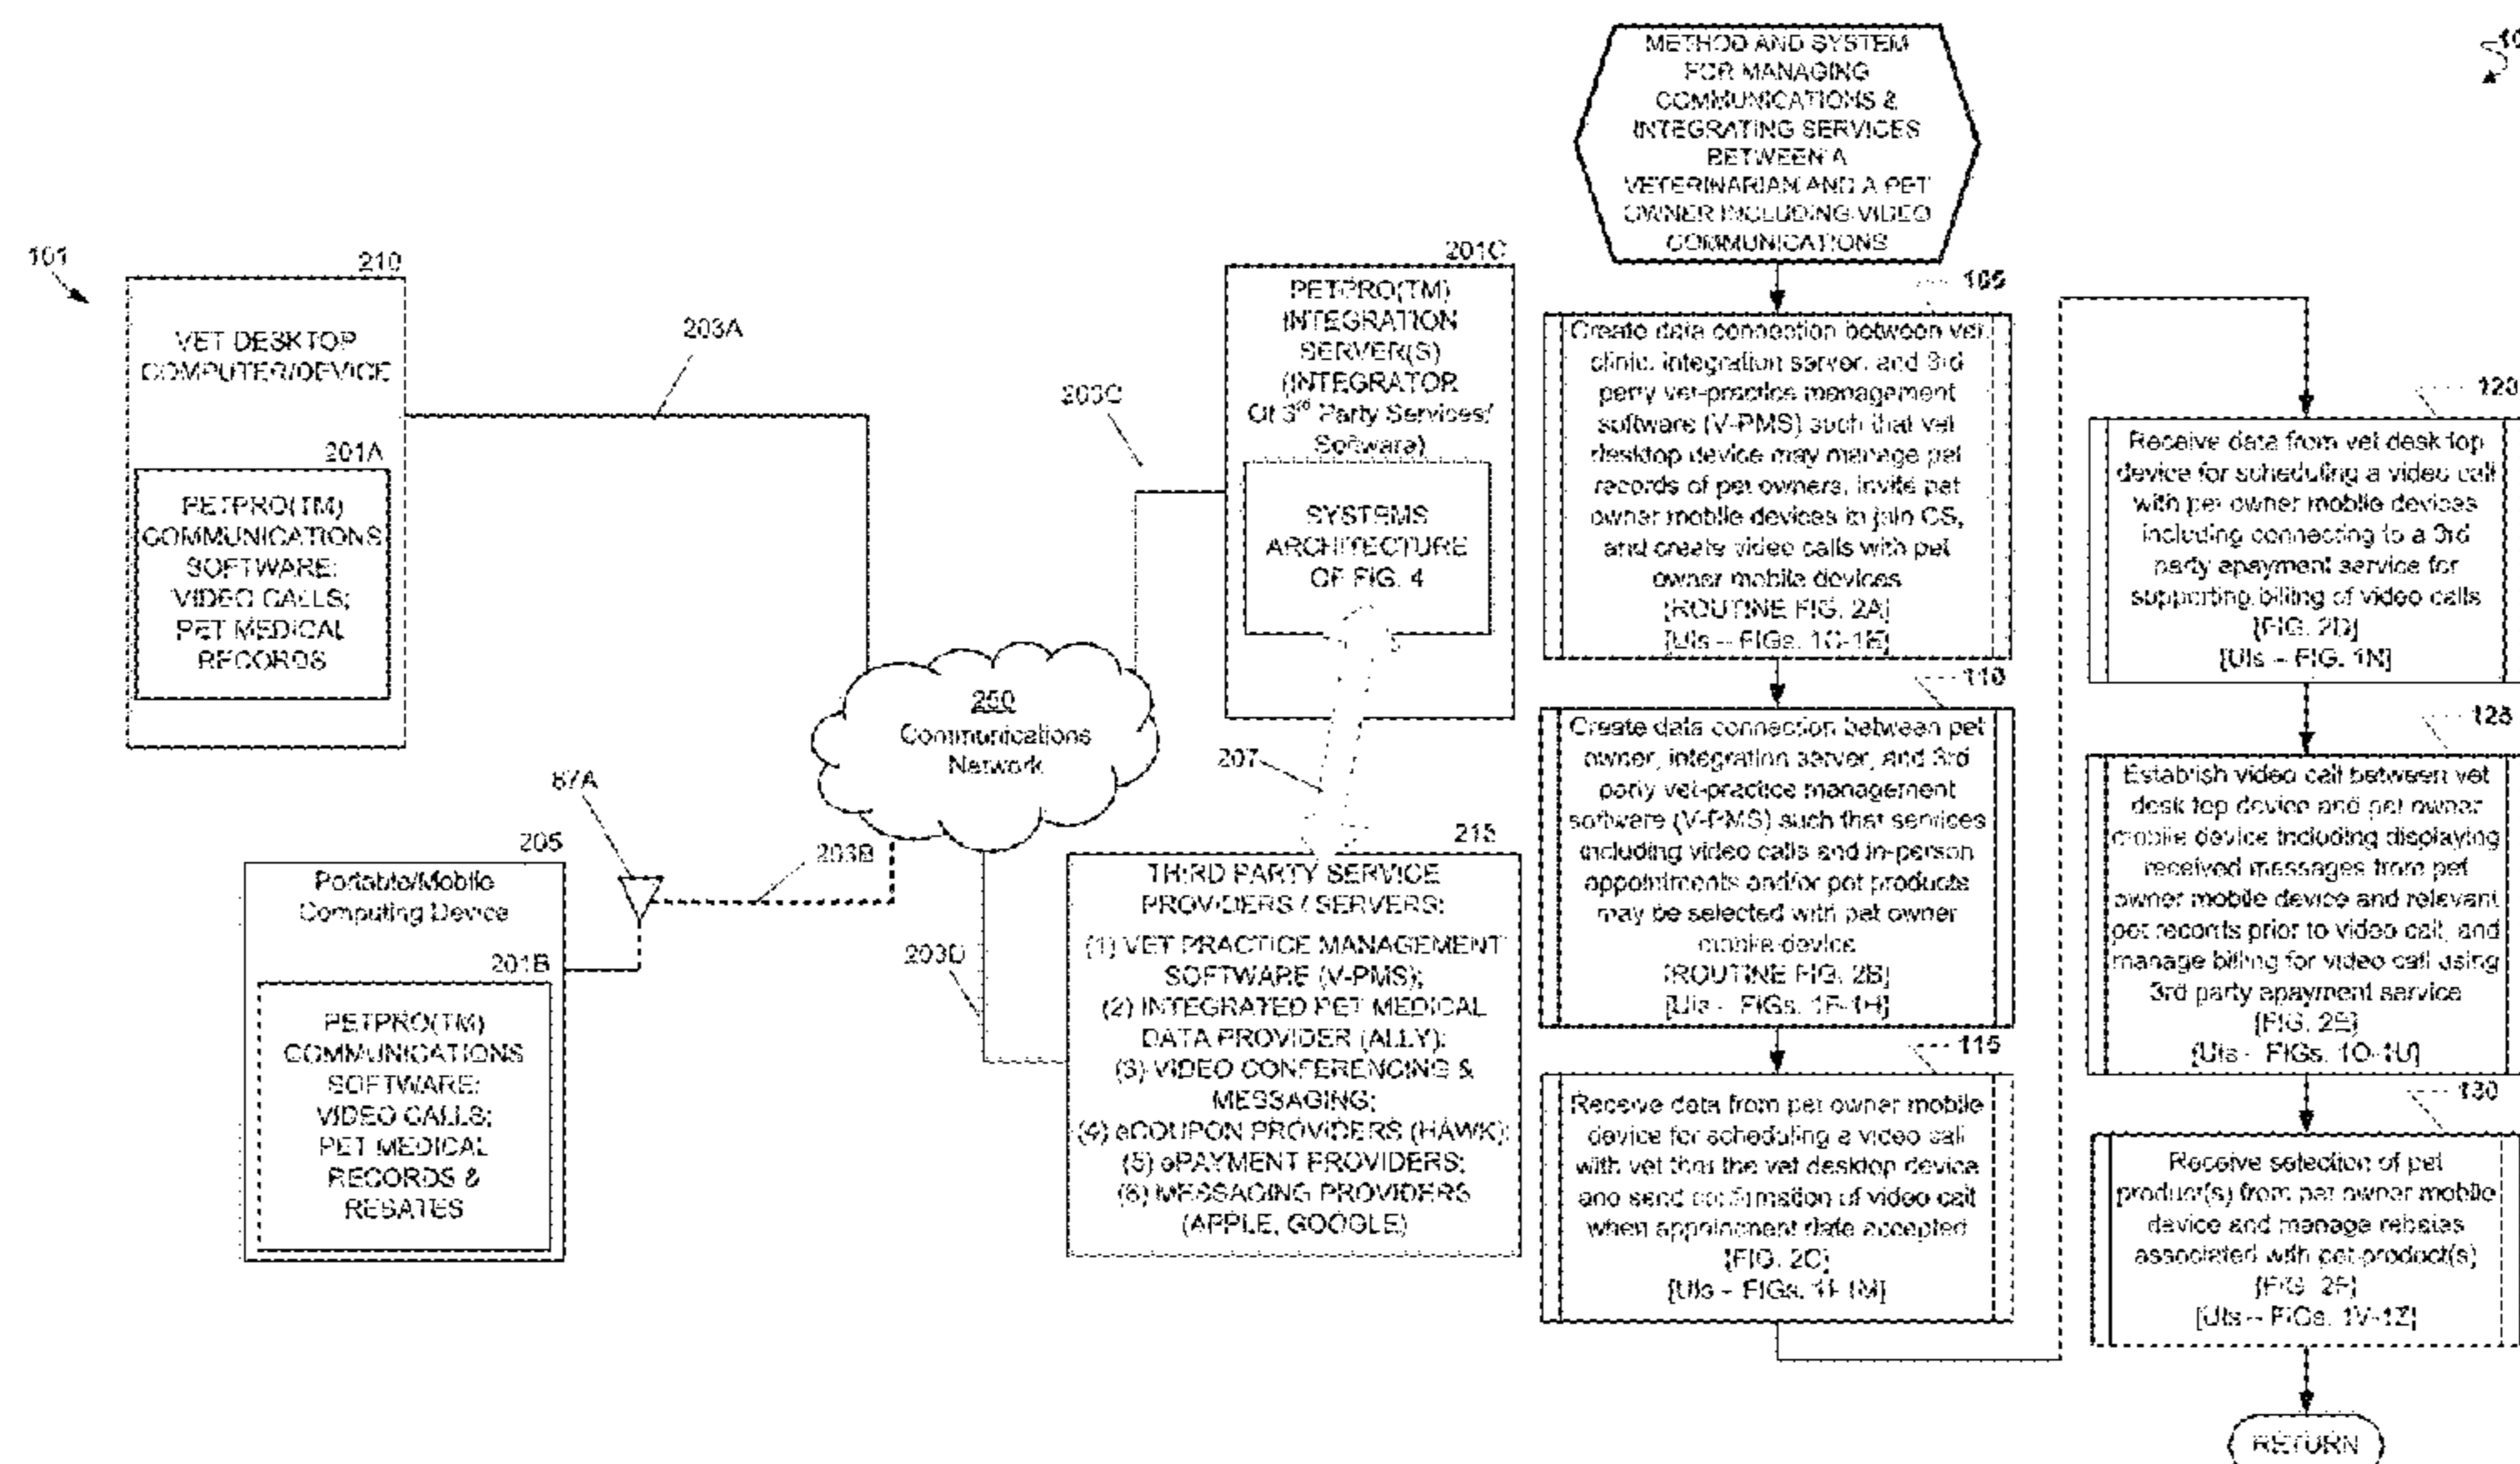 101
210
VET DESKTOP
COMPUTER/DEVICE
201A
PETPRO(TM)
COMMUNICATIONS
SOFTWARE:
VIDEO CALLS;
PET MEDICAL
RECORDS
203A
67A
205
Portable/Mobile
Computing Device
201B
PETPRO(TM)
COMMUNICATIONS
SOFTWARE:
VIDEO CALLS;
PET MEDICAL
RECORDS &
REBATES
203B
250
Communications
Network
203C
201C
PETPRO(TM)
INTEGRATION
SERVER(S)
(INTEGRATOR
Of 3rd Party Services/
Software)
SYSTEMS
ARCHITECTURE
OF FIG. 4
207
203D
215
THIRD PARTY SERVICE
PROVIDERS / SERVERS:
(1) VET PRACTICE MANAGEMENT
SOFTWARE (V-PMS);
(2) INTEGRATED PET MEDICAL
DATA PROVIDER (ALLY);
(3) VIDEO CONFERENCING &
MESSAGING;
(4) eCOUPON PROVIDERS (HAWK);
(5) ePAYMENT PROVIDERS;
(6) MESSAGING PROVIDERS
(APPLE, GOOGLE)
METHOD AND SYSTEM
FOR MANAGING
COMMUNICATIONS &
INTEGRATING SERVICES
BETWEEN A
VETERINARIAN AND A PET
OWNER INCLUDING VIDEO
COMMUNICATIONS
105
Create data connection between vet
clinic, integration server, and 3rd
party vet-practice management
software (V-PMS) such that vet
desktop device may manage pet
records of pet owners, invite pet
owner mobile devices to join CS,
and create video calls with pet
owner mobile devices
[ROUTINE FIG. 2A]
[UIs – FIGs. 1C-1E]
110
Create data connection between pet
owner, integration server, and 3rd
party vet-practice management
software (V-PMS) such that services
including video calls and in-person
appointments and/or pet products
may be selected with pet owner
mobile device
[ROUTINE FIG. 2B]
[UIs – FIGs. 1F-1H]
115
Receive data from pet owner mobile
device for scheduling a video call
with vet thru the vet desktop device
and send confirmation of video call
when appointment date accepted
[FIG. 2C]
[UIs – FIGs. 1I-1M]
120
Receive data from vet desk top
device for scheduling a video call
with pet owner mobile devices
including connecting to a 3rd
party epayment service for
supporting billing of video calls
[FIG. 2D]
[UIs – FIG. 1N]
125
Establish video call between vet
desk top device and pet owner
mobile device including displaying
received messages from pet
owner mobile device and relevant
pet records prior to video call, and
manage billing for video call using
3rd party epayment service
[FIG. 2E]
[UIs – FIGs. 1O-1U]
130
Receive selection of pet
product(s) from pet owner mobile
device and manage rebates
associated with pet product(s)
[FIG. 2F]
[UIs – FIGs. 1V-1Z]
RETURN